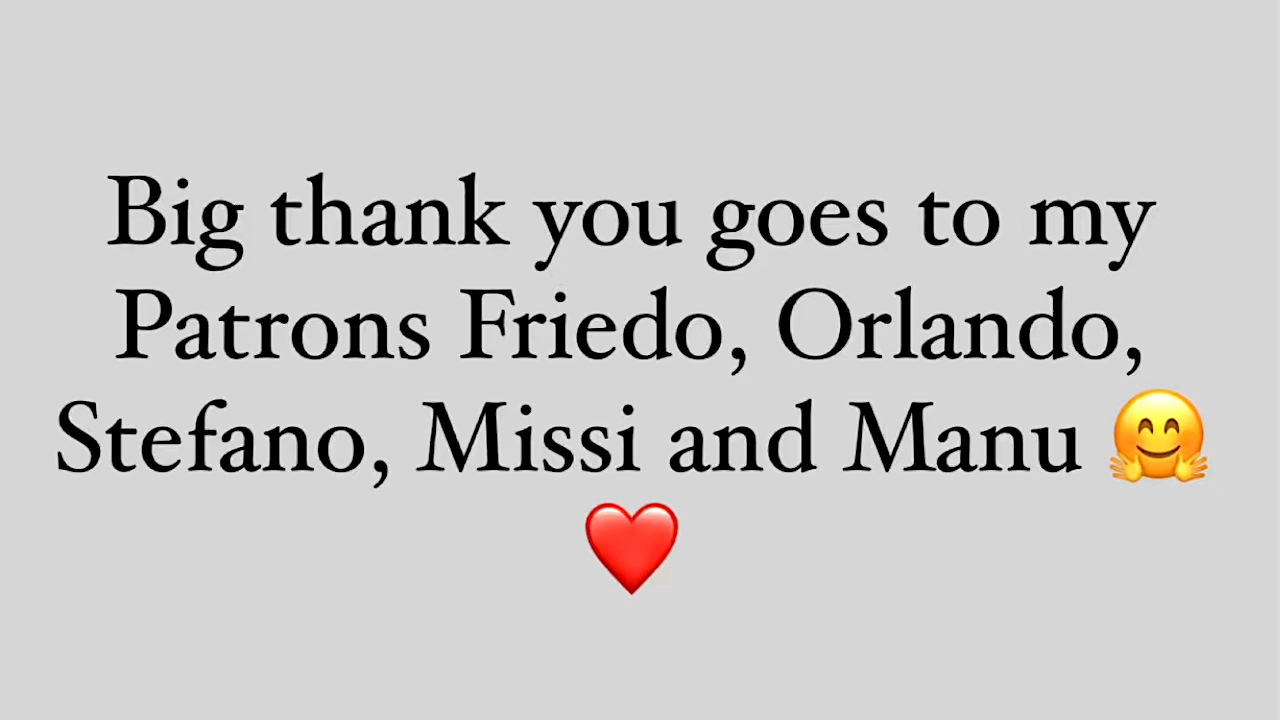 Big thank you goes to my
Patrons Friedo, Orlando,
Stefano, Missi and Manu 🤗
❤️